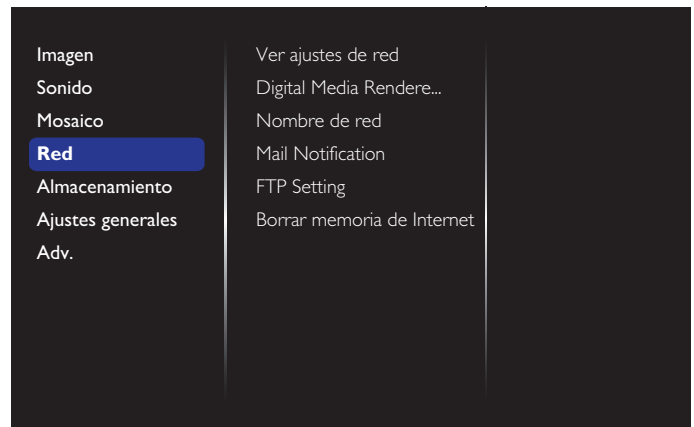 Imagen
Sonido
Mosaico
Red
Almacenamiento
Ajustes generales
Adv.
Ver ajustes de red
Digital Media Rendere...
Nombre de red
Mail Notification
FTP Setting
Borrar memoria de Internet